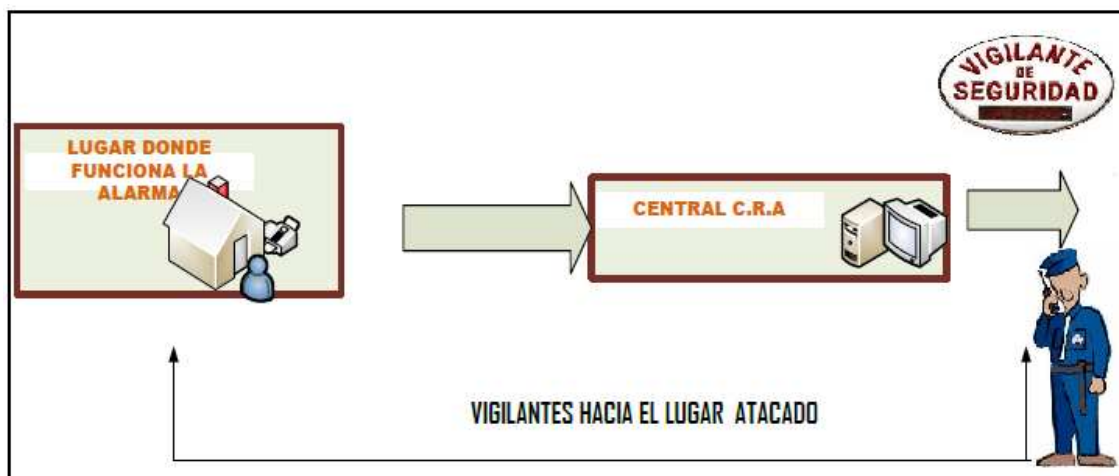 VIGILANTE
DE
SEGURIDAD
LUGAR DONDE
FUNCIONA LA
ALARMA
CENTRAL C.R.A
VIGILANTES HACIA EL LUGAR ATACADO